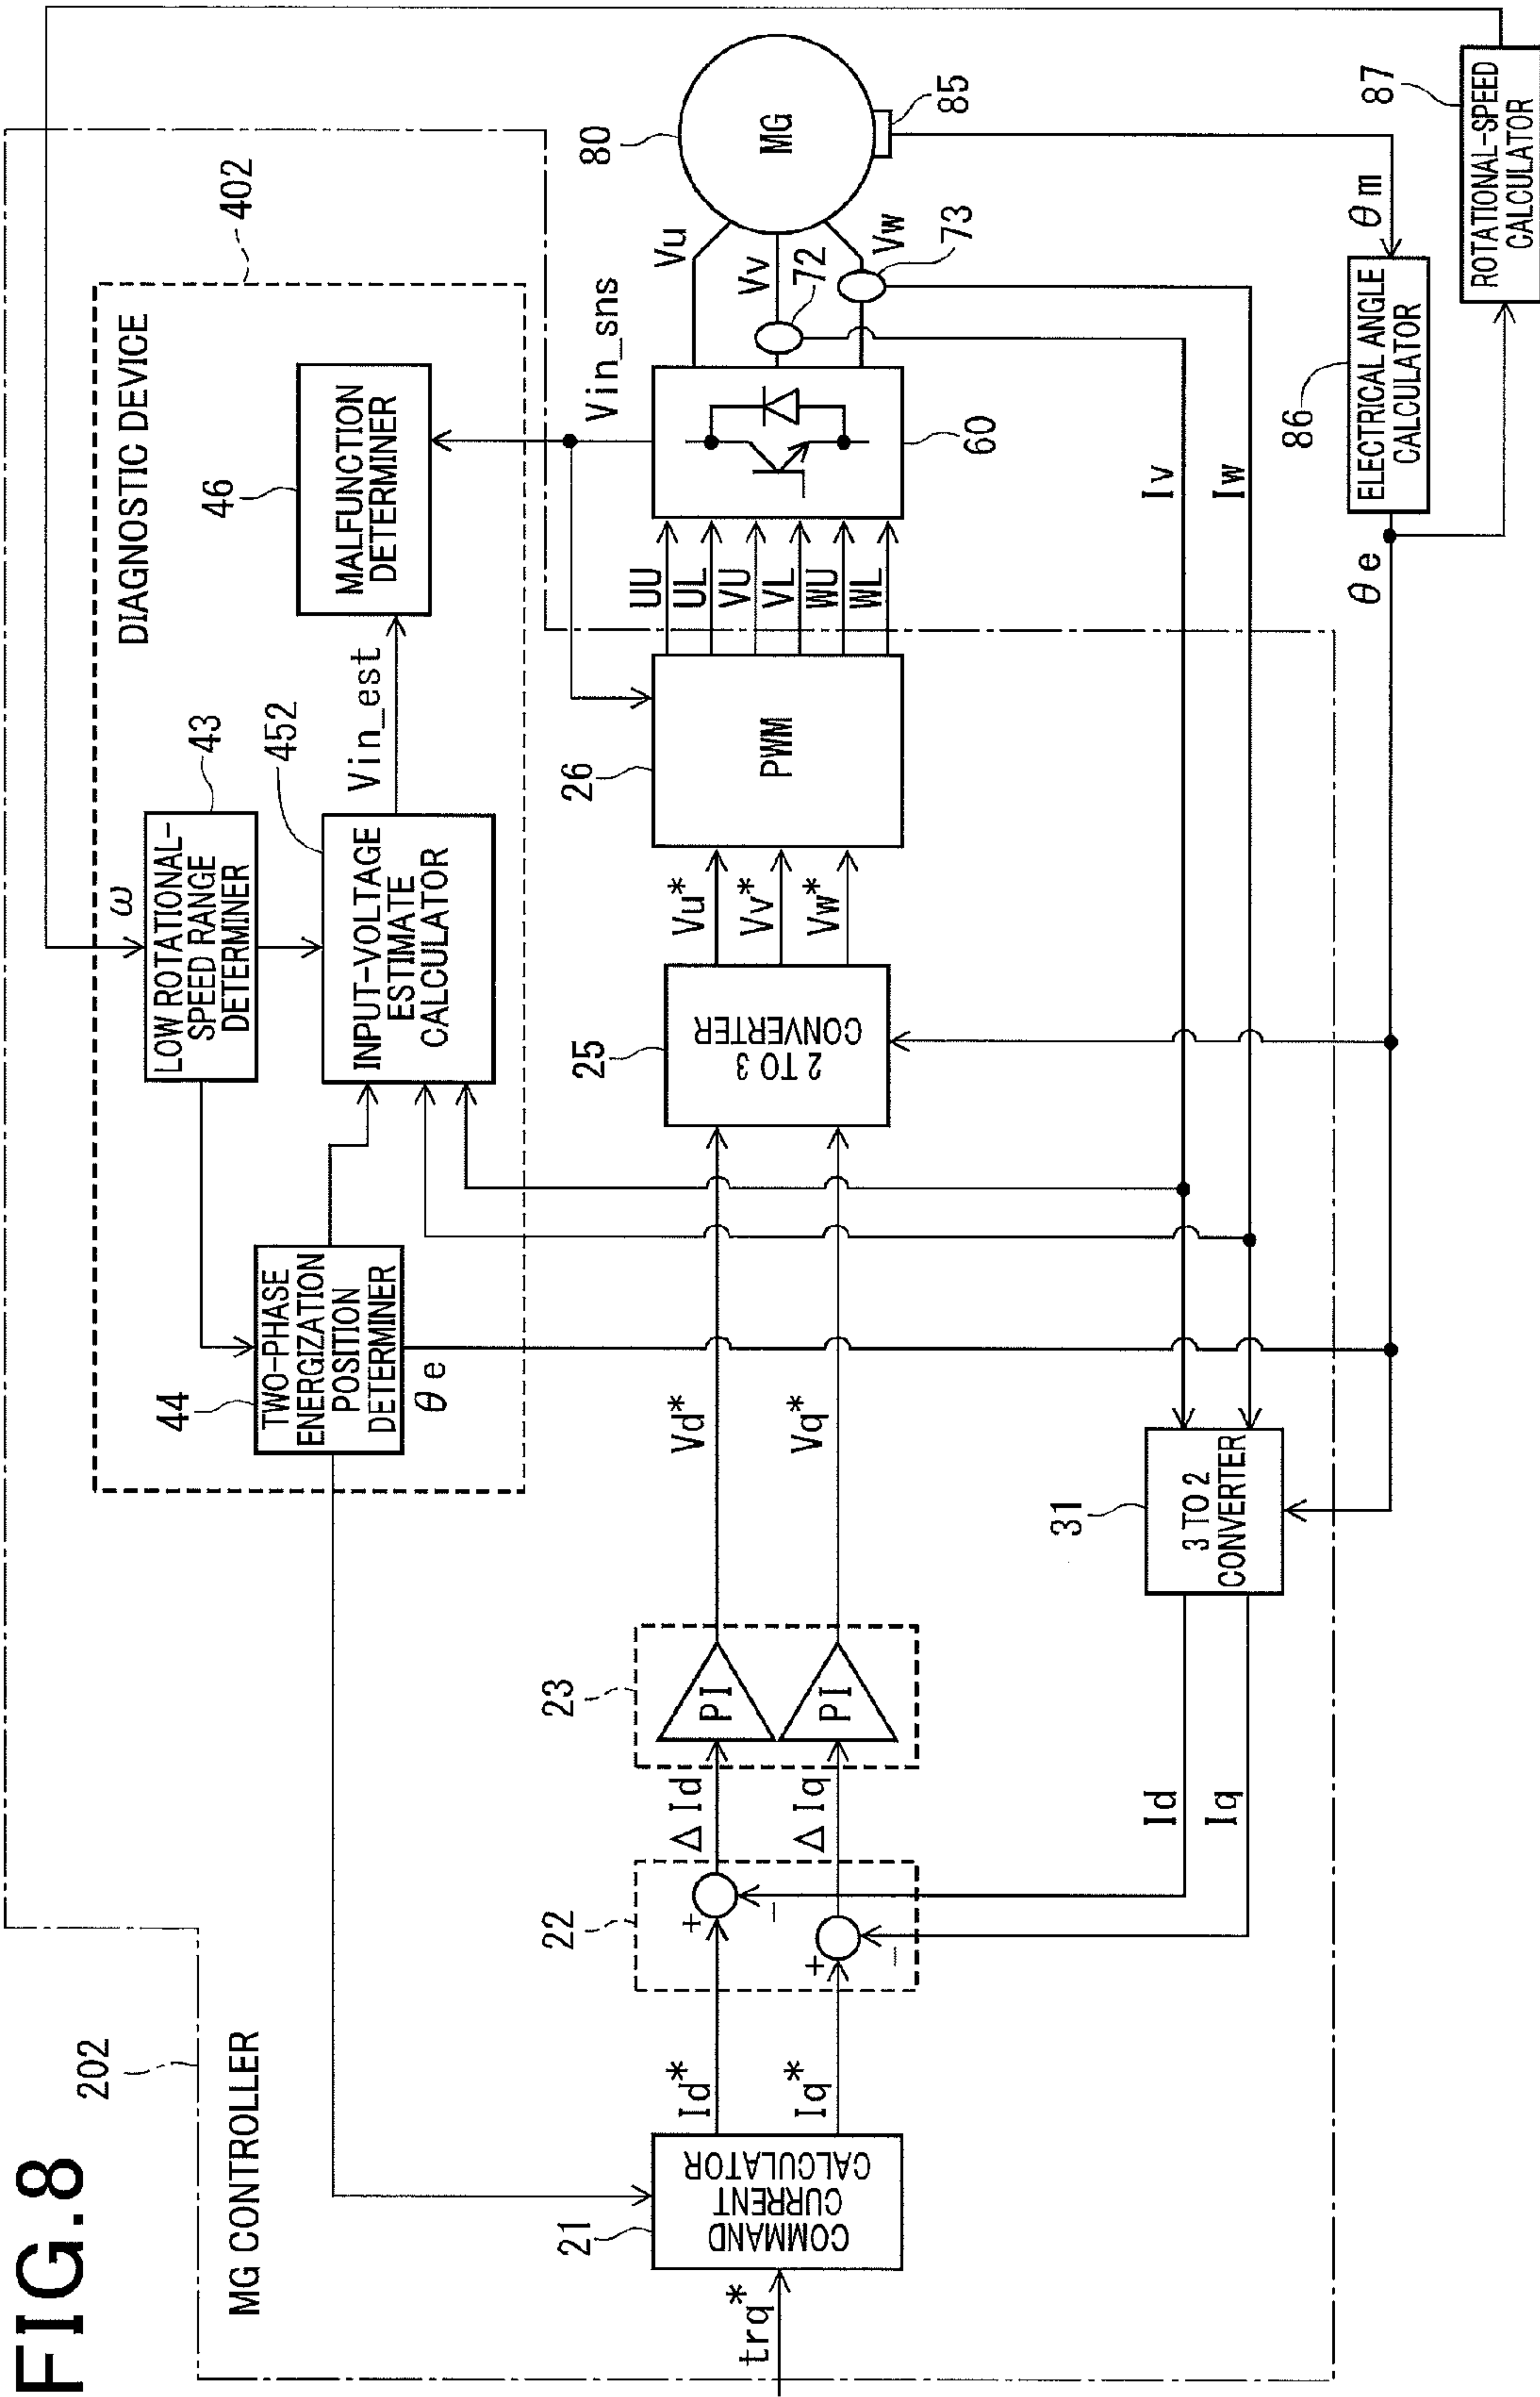 FIG.8
202
MG CONTROLLER
402
DIAGNOSTIC DEVICE
ω
43
LOW ROTATIONAL-
SPEED RANGE
DETERMINER
44
TWO-PHASE
ENERGIZATION
POSITION
DETERMINER
θe
452
INPUT-VOLTAGE
ESTIMATE
CALCULATOR
Vin_est
46
MALFUNCTION
DETERMINER
Vin_sns
trq*
21
COMMAND
CURRENT
CALCULATOR
Id*
Iq*
22
+
−
+
−
ΔId
ΔIq
23
PI
PI
Vd*
Vq*
25
2 TO 3
CONVERTER
Vu*
Vv*
Vw*
26
PWM
UU
UL
VU
VL
WU
WL
60
Vu
Vv
Vw
72
73
80
MG
85
Id
Iq
31
3 TO 2
CONVERTER
Iv
Iw
θe
86
ELECTRICAL ANGLE
CALCULATOR
θm
87
ROTATIONAL-SPEED
CALCULATOR